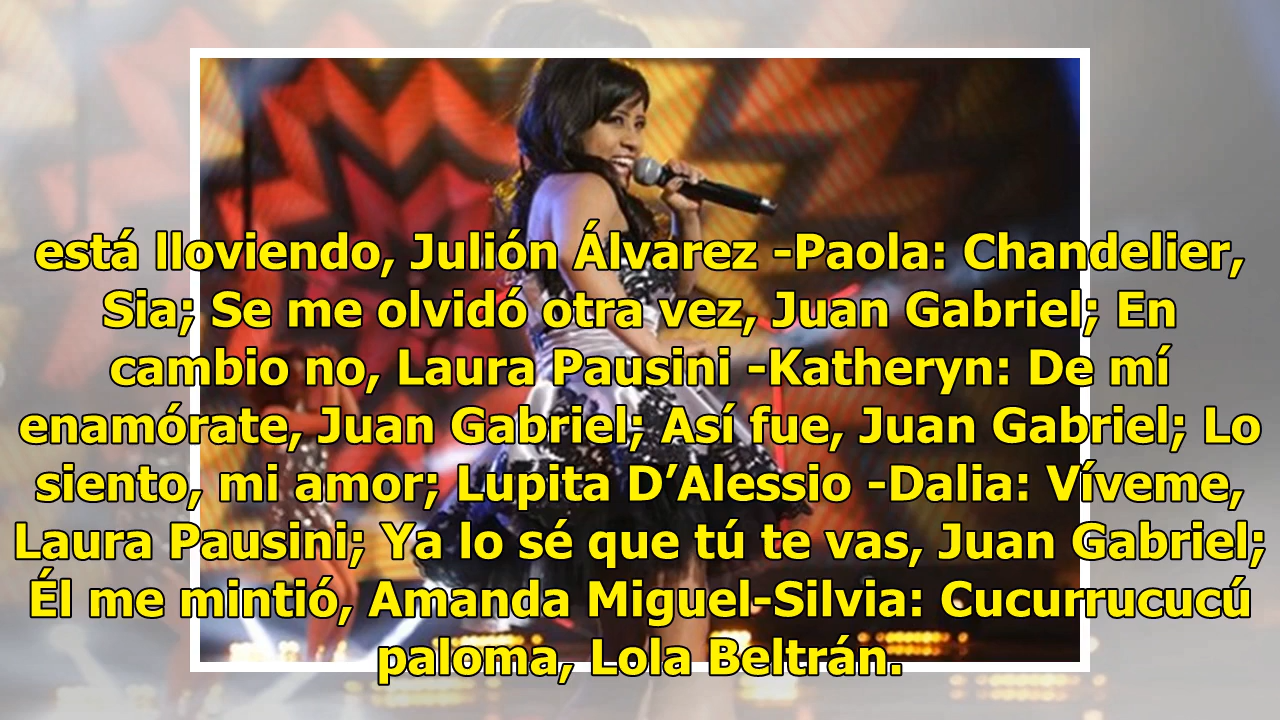 está lloviendo, Julión Álvarez -Paola: Chandelier,
Sia; Se me olvidó otra vez, Juan Gabriel; En
cambio no, Laura Pausini -Katheryn: De mí
enamórate, Juan Gabriel; Así fue, Juan Gabriel; Lo
siento, mi amor; Lupita D’Alessio -Dalia: Víveme,
Laura Pausini; Ya lo sé que tú te vas, Juan Gabriel;
Él me mintió, Amanda Miguel-Silvia: Cucurrucucú
paloma, Lola Beltrán.